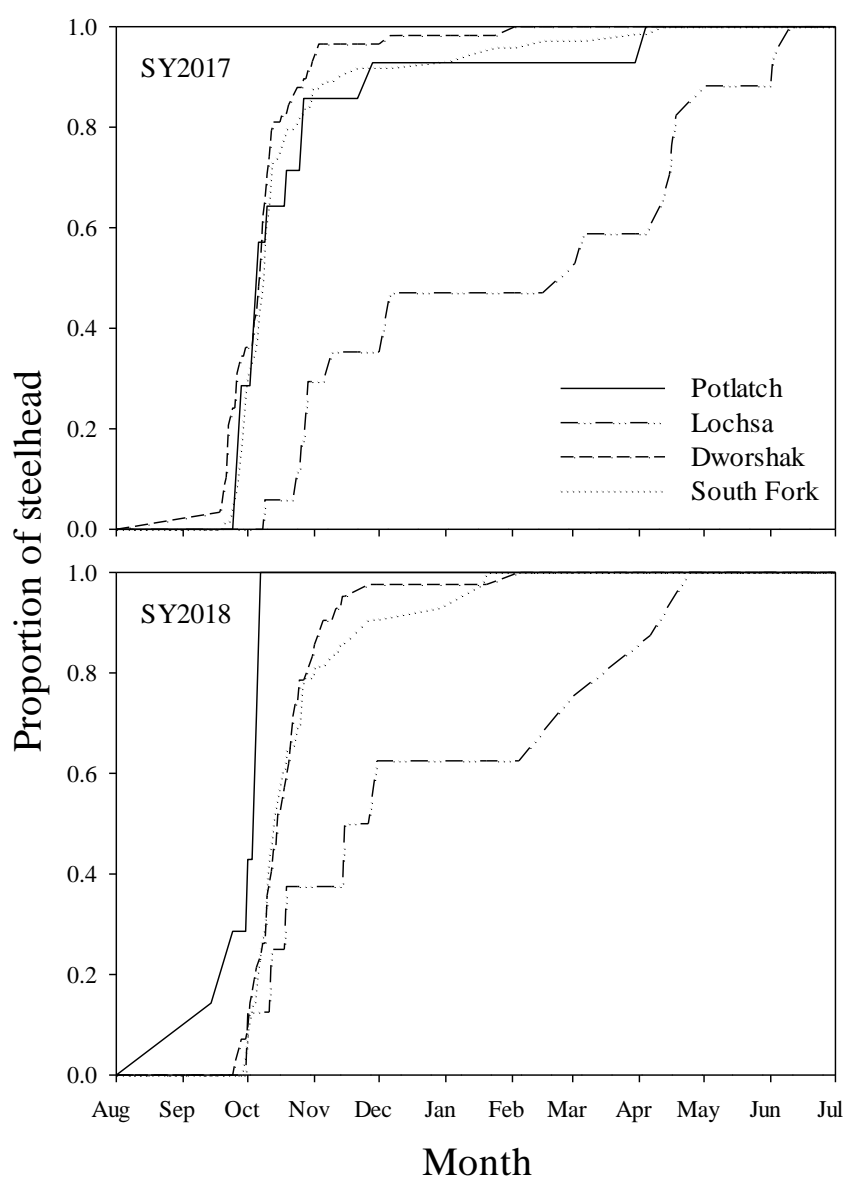 1.0
SY2017
0.8
0.6
0.4
Potlatch
Lochsa
0.2
Dworshak
South Fork
0.0
Proportion of steelhead
1.0
SY2018
0.8
0.6
0.4
0.2
0.0
Aug Sep Oct Nov Dec Jan Feb Mar Apr May Jun Jul
Month